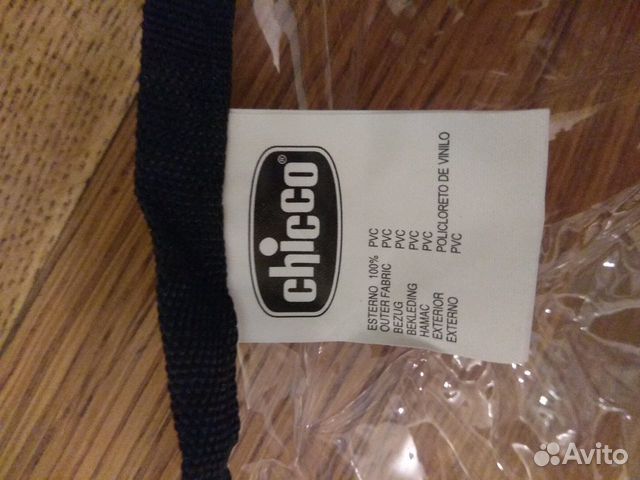 chicco®
ESTERNO 100% PVC
OUTER FABRIC PVC
BEZUG PVC
BEKLEDING PVC
HAMAC PVC
EXTERIOR POLICLORETO DE VINILO
EXTERNO PVC
Avito